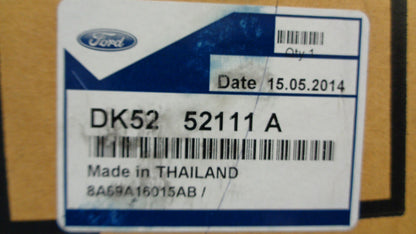 Ford
Qty 1
Date 15.05.2014
DK52 52111 A
Made in THAILAND
8A69A16015AB /